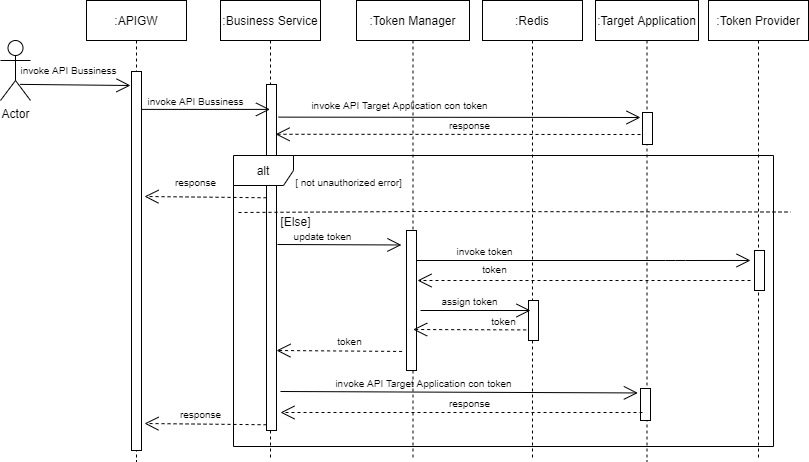 :APIGW
:Business Service
:Token Manager
:Redis
:Target Application
:Token Provider
invoke API Bussiness
Actor
invoke API Bussiness
invoke API Target Application con token
response
alt
[ not unauthorized error]
response
[Else]
update token
invoke token
token
assign token
token
token
invoke API Target Application con token
response
response